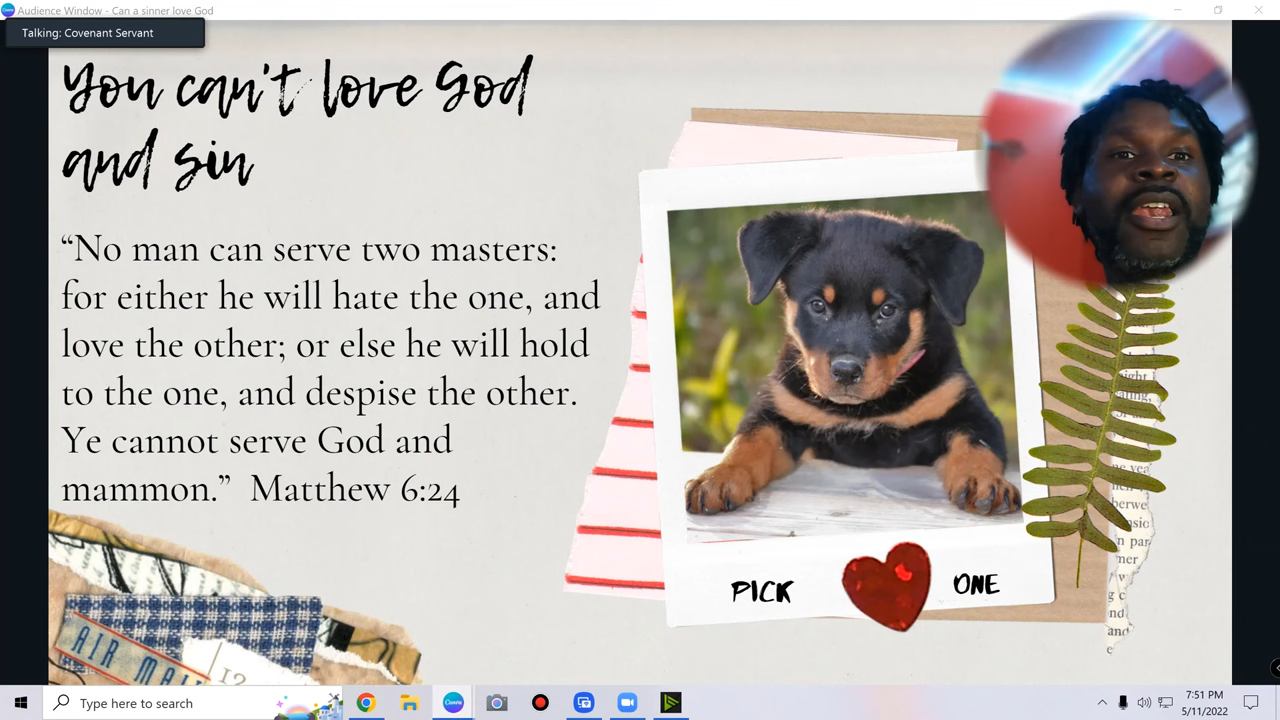 Audience Window - Can a sinner love God
Talking: Covenant Servant
You can't love God
and sin
“No man can serve two masters:
for either he will hate the one, and
love the other; or else he will hold
to the one, and despise the other.
Ye cannot serve God and
mammon.” Matthew 6:24
PICK ONE
AIR MAIL
12
Type here to search
7:51 PM
5/11/2022